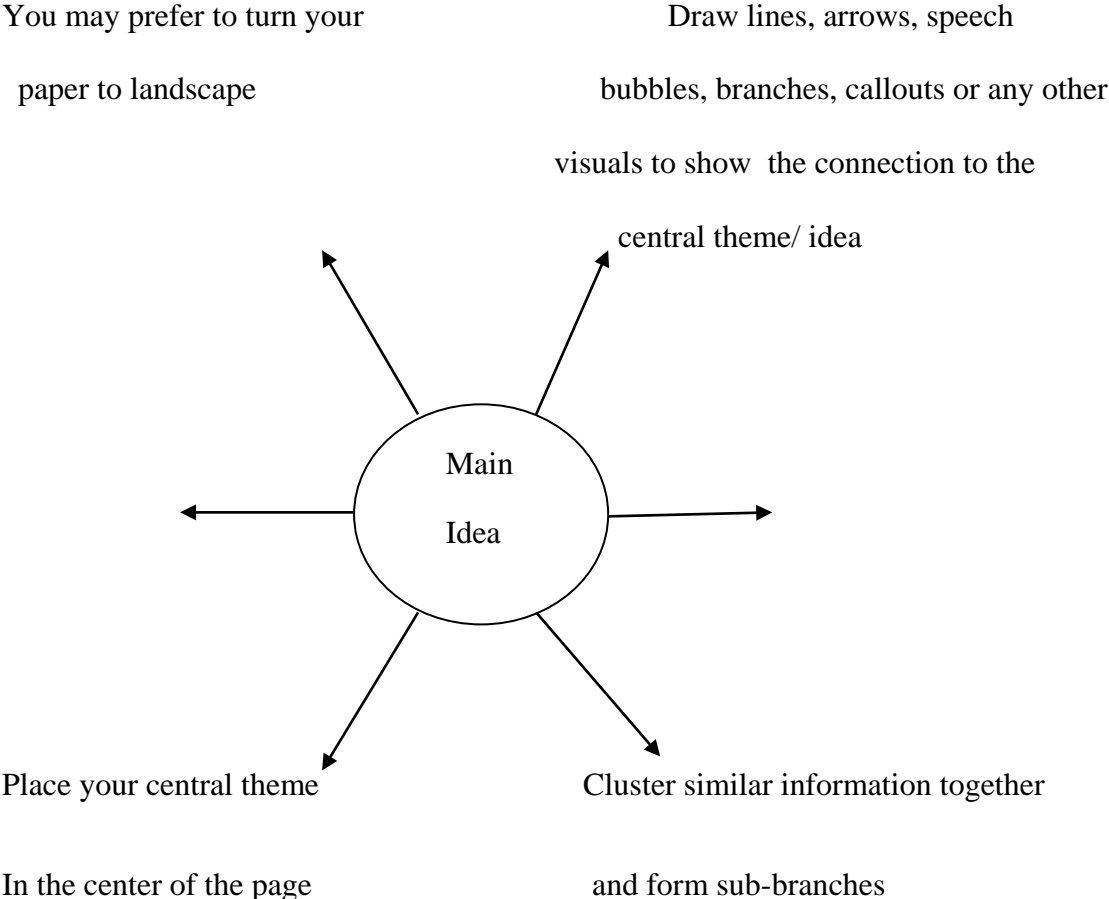 You may prefer to turn your
paper to landscape
Draw lines, arrows, speech
bubbles, branches, callouts or any other
visuals to show the connection to the
central theme/ idea
Main
Idea
Place your central theme
In the center of the page
Cluster similar information together
and form sub-branches